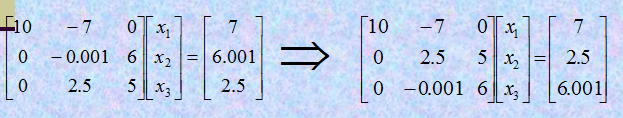 10 - 7 0 x₁ 7 10 - 7 0 x₁ 7
0 - 0.001 6 x₂ = 6.001 ⇒ 0 2.5 5 x₂ = 2.5
0 2.5 5 x₃ 2.5 0 - 0.001 6 x₃ 6.001